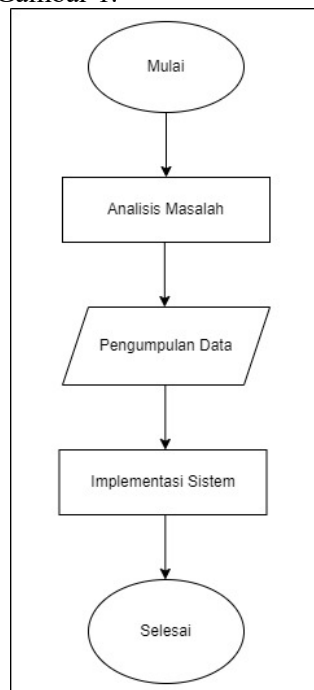 Gambar 1.
Mulai
Analisis Masalah
Pengumpulan Data
Implementasi Sistem
Selesai